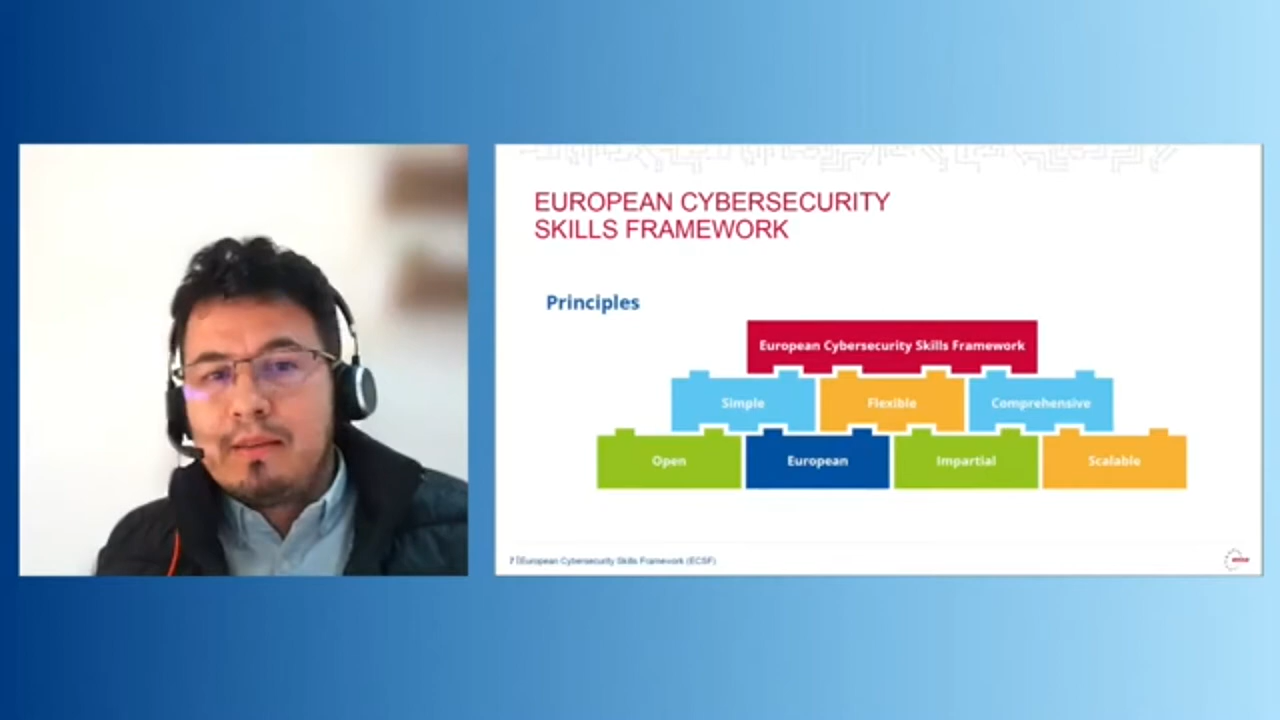 EUROPEAN CYBERSECURITY
SKILLS FRAMEWORK
Principles
European Cybersecurity Skills Framework
Simple
Flexible
Comprehensive
Open
European
Impartial
Scalable
7 |European Cybersecurity Skills Framework (ECSF)